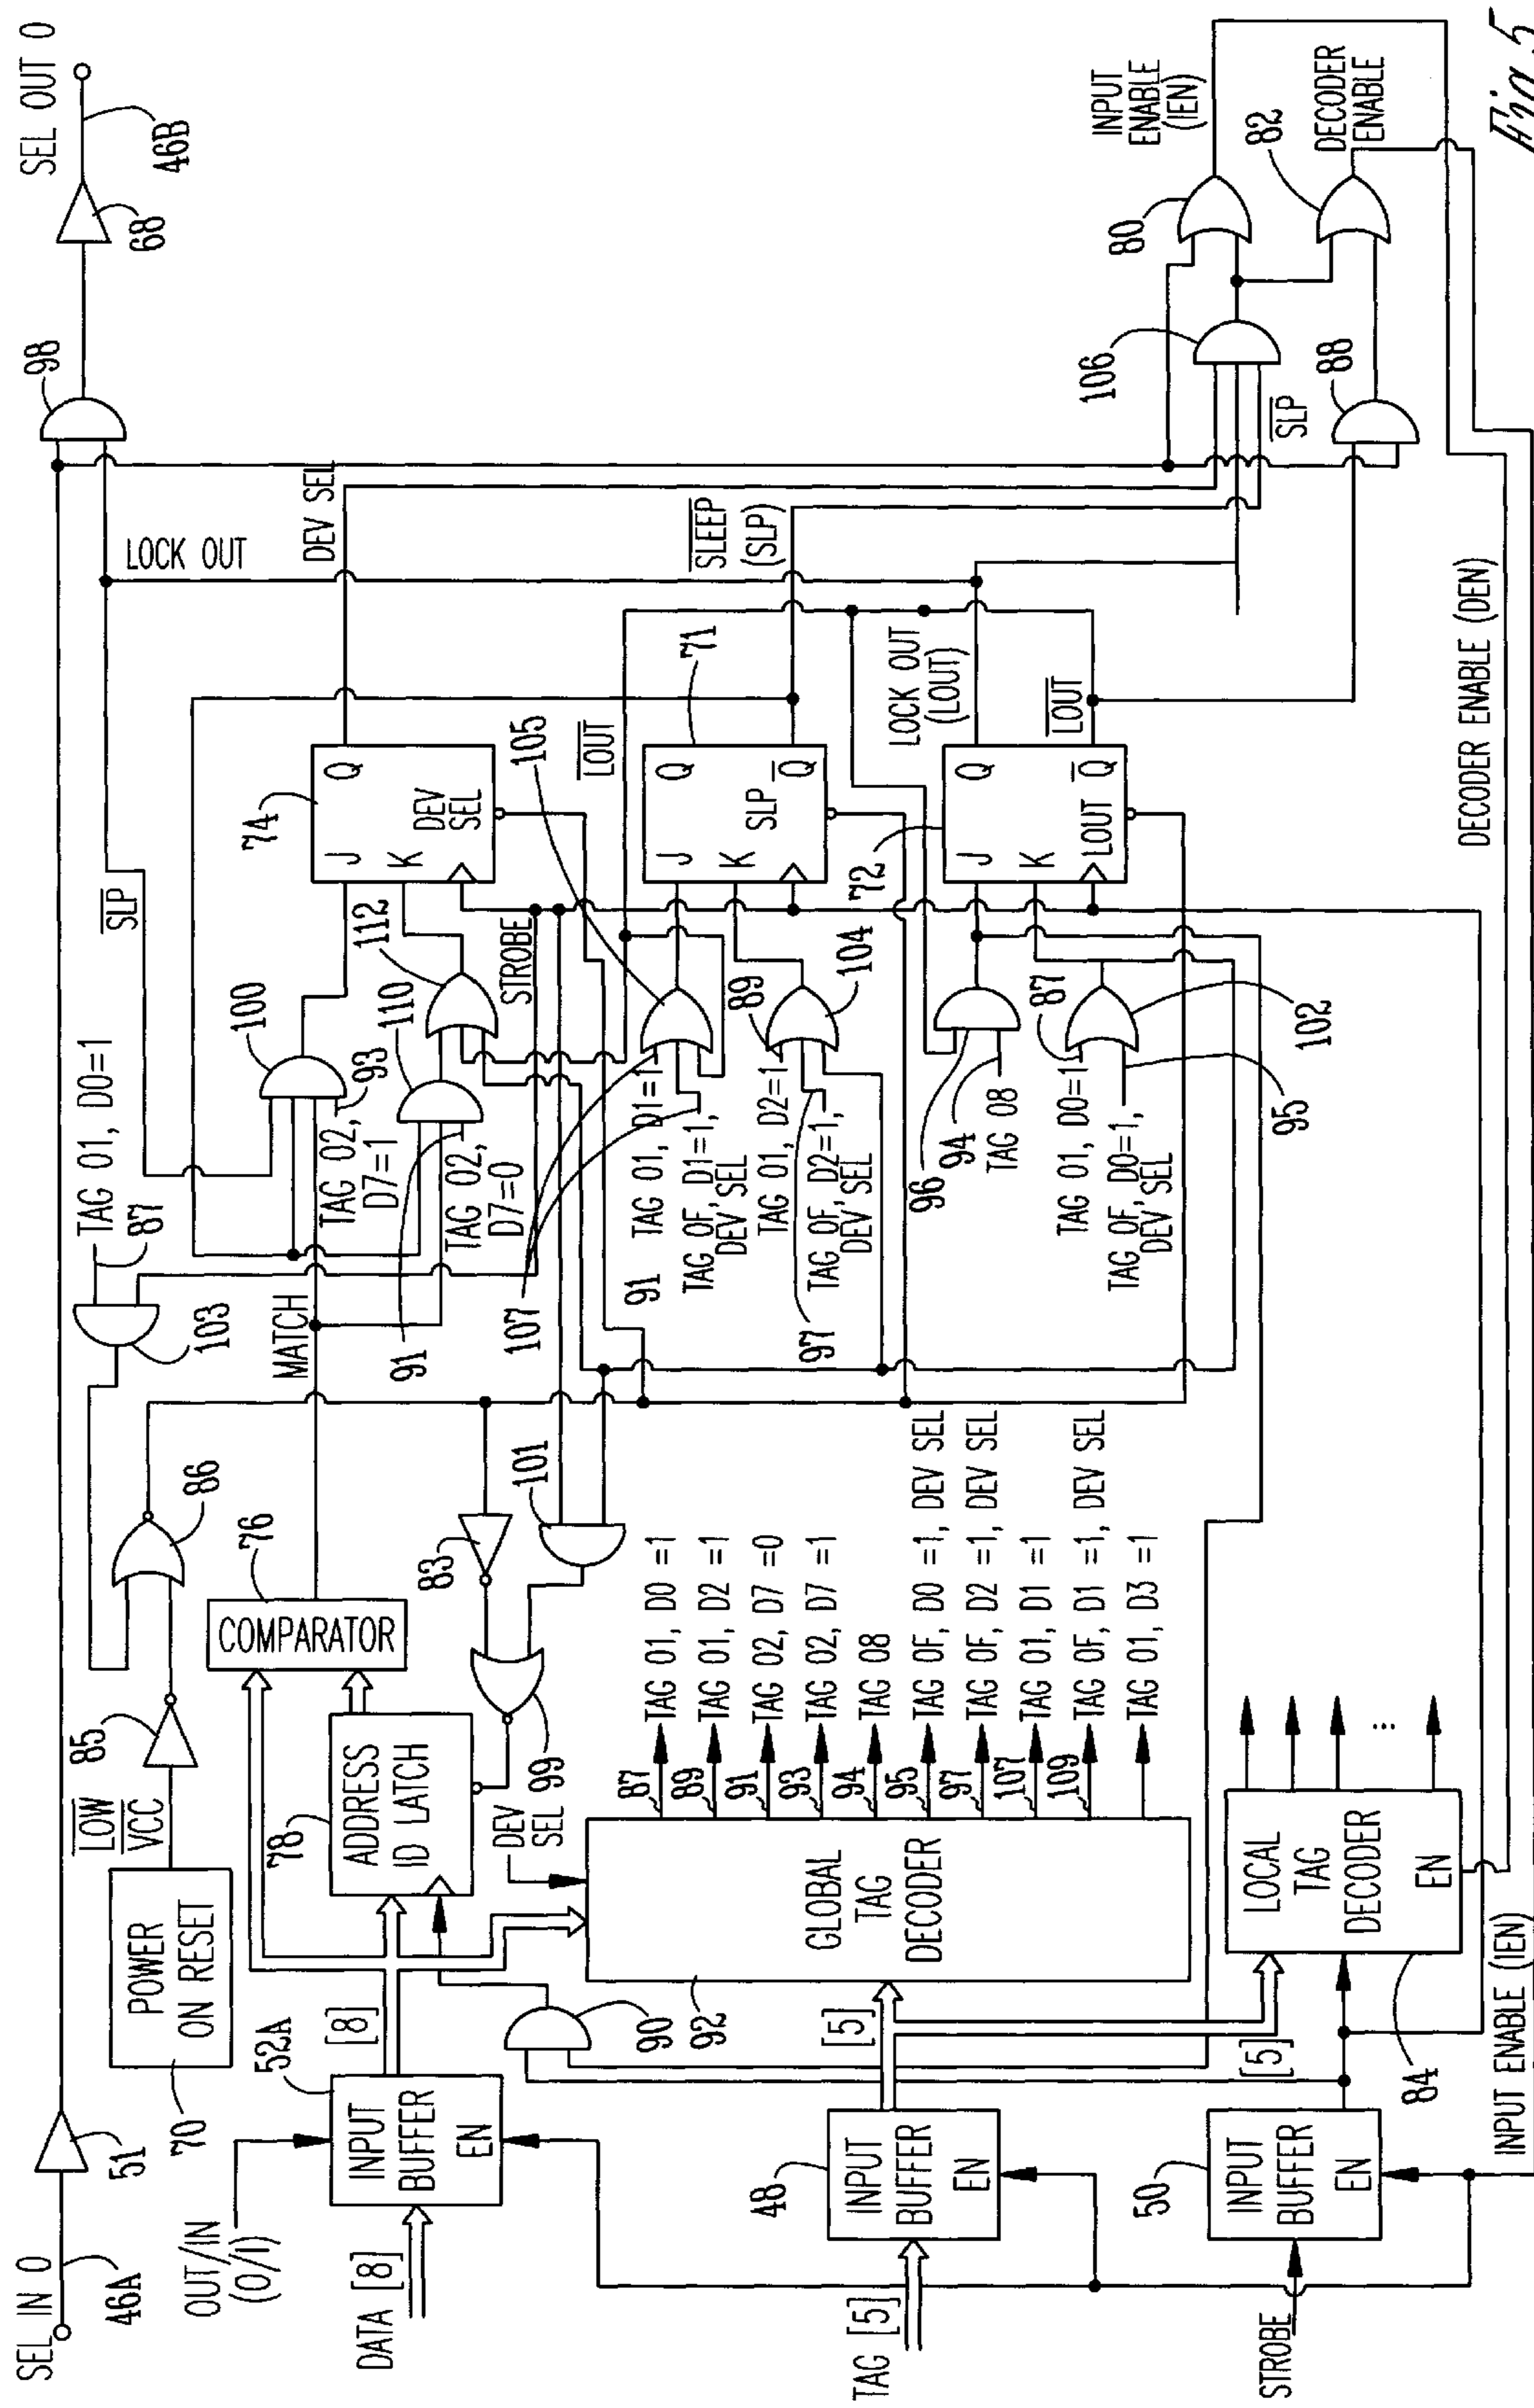 SEL IN 0
46A
51
98
68
46B
SEL OUT 0
OUT/IN
(0/1)
DATA [8]
70
POWER
ON RESET
LOW
VCC
85
86
103
87
TAG 01, D0=1
SLP
LOCK OUT
DEV SEL
52A
INPUT
BUFFER
EN
[8]
78
ADDRESS
ID LATCH
COMPARATOR
76
MATCH
100
93
TAG 02,
D7=1
110
112
91
TAG 02,
D7=0
STROBE
74
J
Q
K
DEV
SEL
90
99
83
101
DEV
SEL
92
GLOBAL
TAG
DECODER
87
TAG 01, D0 =1
89
TAG 01, D2 =1
91
TAG 02, D7 =0
93
TAG 02, D7 =1
94
TAG 08
95
TAG 0F, D0 =1, DEV SEL
97
TAG 0F, D2 =1, DEV SEL
107
TAG 01, D1 =1
109
TAG 0F, D1 =1, DEV SEL
TAG 01, D3 =1
107
91
TAG 01, D1=1
TAG 0F, D1=1,
DEV SEL
105
89
TAG 01, D2=1
97
TAG 0F, D2=1,
DEV SEL
104
LOUT
71
J
Q
K
SLP
Q
SLEEP
(SLP)
96
94
TAG 08
87
TAG 01, D0=1
TAG 0F, D0=1,
DEV SEL
95
102
72
J
Q
K
LOUT
Q
LOCK OUT
(LOUT)
LOUT
106
SLP
88
80
INPUT
ENABLE
(IEN)
82
DECODER
ENABLE
TAG [5]
48
INPUT
BUFFER
EN
[5]
[5]
STROBE
50
INPUT
BUFFER
EN
84
LOCAL
TAG
DECODER
EN
...
INPUT ENABLE (IEN)
DECODER ENABLE (DEN)
Fig. 5